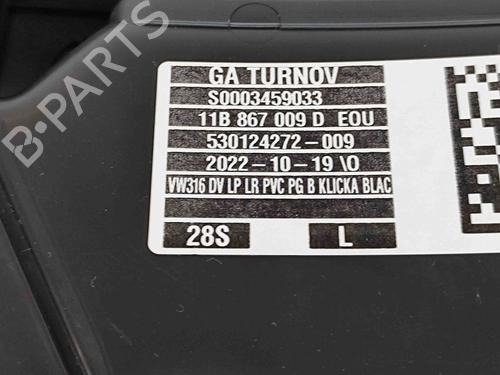 B-PARTS
GA TURNOV
S0003459033
11B 867 009 D EOU
530124272-009
2022-10-19 \O
VW316 DV LP LR PVC PG B KLICKA BLAC
28S L